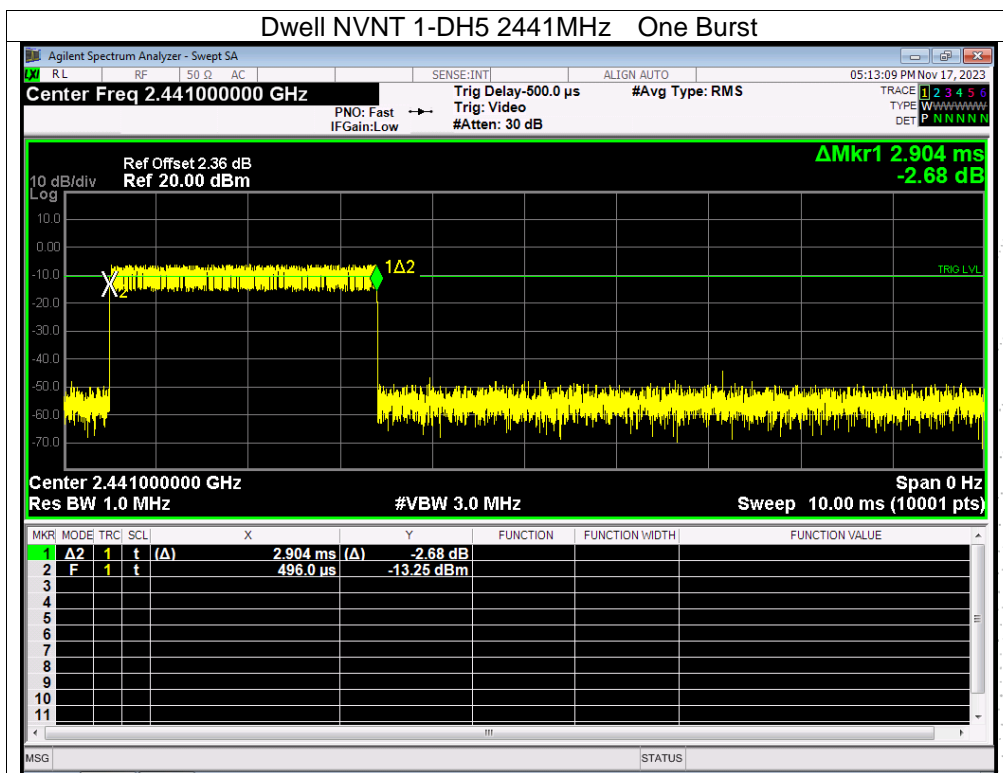 Dwell NVNT 1-DH5 2441MHz One Burst
Agilent Spectrum Analyzer - Swept SA
LXI RL RF 50 Ω AC SENSE:INT ALIGN AUTO 05:13:09 PM Nov 17, 2023
Center Freq 2.441000000 GHz
PNO: Fast
IFGain:Low
Trig Delay-500.0 µs
Trig: Video
#Atten: 30 dB
#Avg Type: RMS
TRACE 1 2 3 4 5 6
TYPE WWWWWW
DET P N N N N N
Ref Offset 2.36 dB
10 dB/div Ref 20.00 dBm
Log
ΔMkr1 2.904 ms
-2.68 dB
10.0
0.00
-10.0
-20.0
-30.0
-40.0
-50.0
-60.0
-70.0
X2
1Δ2
TRIG LVL
Center 2.441000000 GHz Span 0 Hz
Res BW 1.0 MHz #VBW 3.0 MHz Sweep 10.00 ms (10001 pts)
MKR MODE TRC SCL X Y FUNCTION FUNCTION WIDTH FUNCTION VALUE
1 Δ2 1 t (Δ) 2.904 ms (Δ) -2.68 dB
2 F 1 t 496.0 µs -13.25 dBm
3
4
5
6
7
8
9
10
11
MSG STATUS